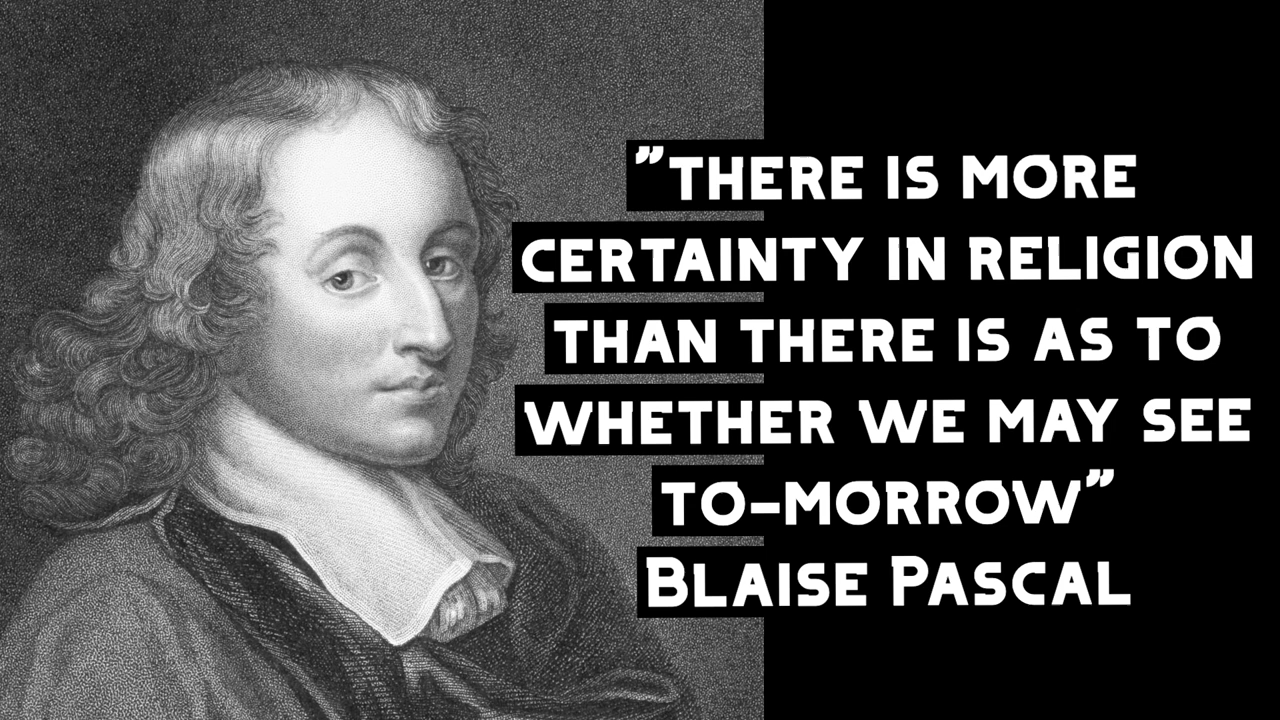 "THERE IS MORE
CERTAINTY IN RELIGION
THAN THERE IS AS TO
WHETHER WE MAY SEE
TO-MORROW"
BLAISE PASCAL